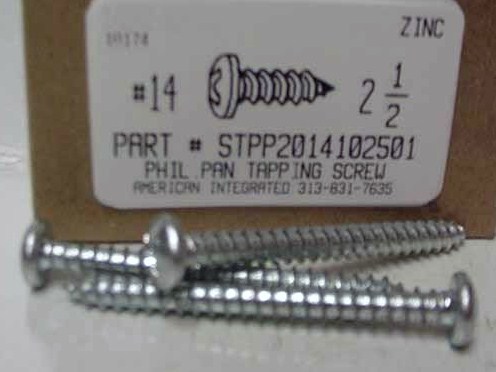 ZINC
#14 2 1/2
PART # STPP2014102501
PHIL.PAN TAPPING SCREW
AMERICAN INTEGRATED 313-831-7635